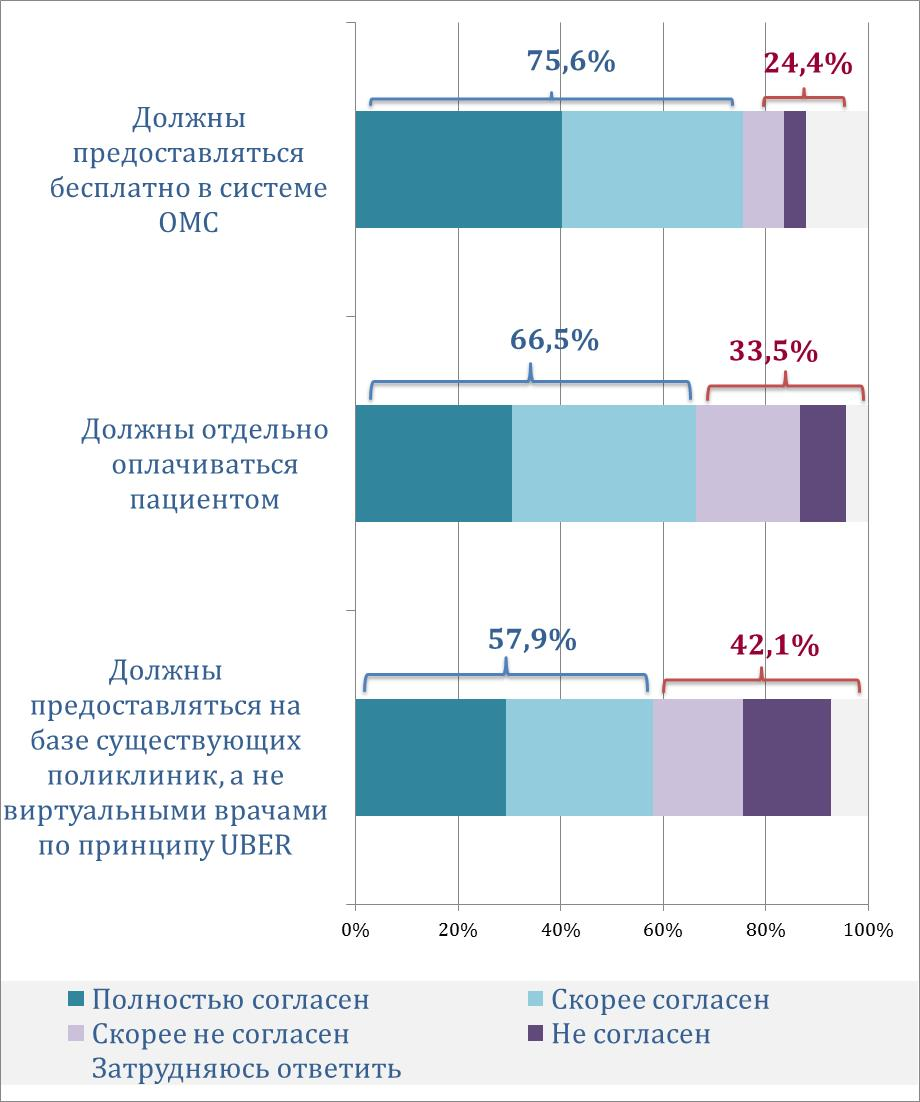 75,6%
24,4%
Должны
предоставляться
бесплатно в системе
ОМС
66,5%
33,5%
Должны отдельно
оплачиваться
пациентом
57,9%
42,1%
Должны
предоставляться на
базе существующих
поликлиник, а не
виртуальными врачами
по принципу UBER
0% 20% 40% 60% 80% 100%
Полностью согласен Скорее согласен
Скорее не согласен Не согласен
Затрудняюсь ответить